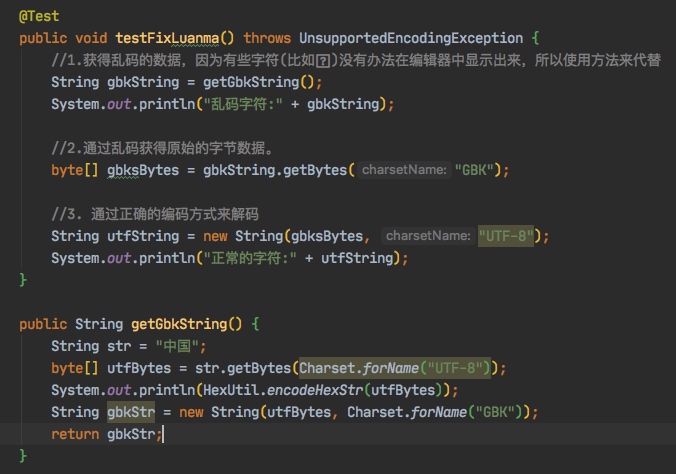 @Test
public void testFixLuanma() throws UnsupportedEncodingException {
//1.获得乱码的数据，因为有些字符(比如⍰)没有办法在编辑器中显示出来，所以使用方法来代替
String gbkString = getGbkString();
System.out.println("乱码字符:" + gbkString);
//2.通过乱码获得原始的字节数据。
byte[] gbksBytes = gbkString.getBytes( charsetName: "GBK");
//3. 通过正确的编码方式来解码
String utfString = new String(gbksBytes, charsetName: "UTF-8");
System.out.println("正常的字符:" + utfString);
}
public String getGbkString() {
String str = "中国";
byte[] utfBytes = str.getBytes(Charset.forName("UTF-8"));
System.out.println(HexUtil.encodeHexStr(utfBytes));
String gbkStr = new String(utfBytes, Charset.forName("GBK"));
return gbkStr;
}